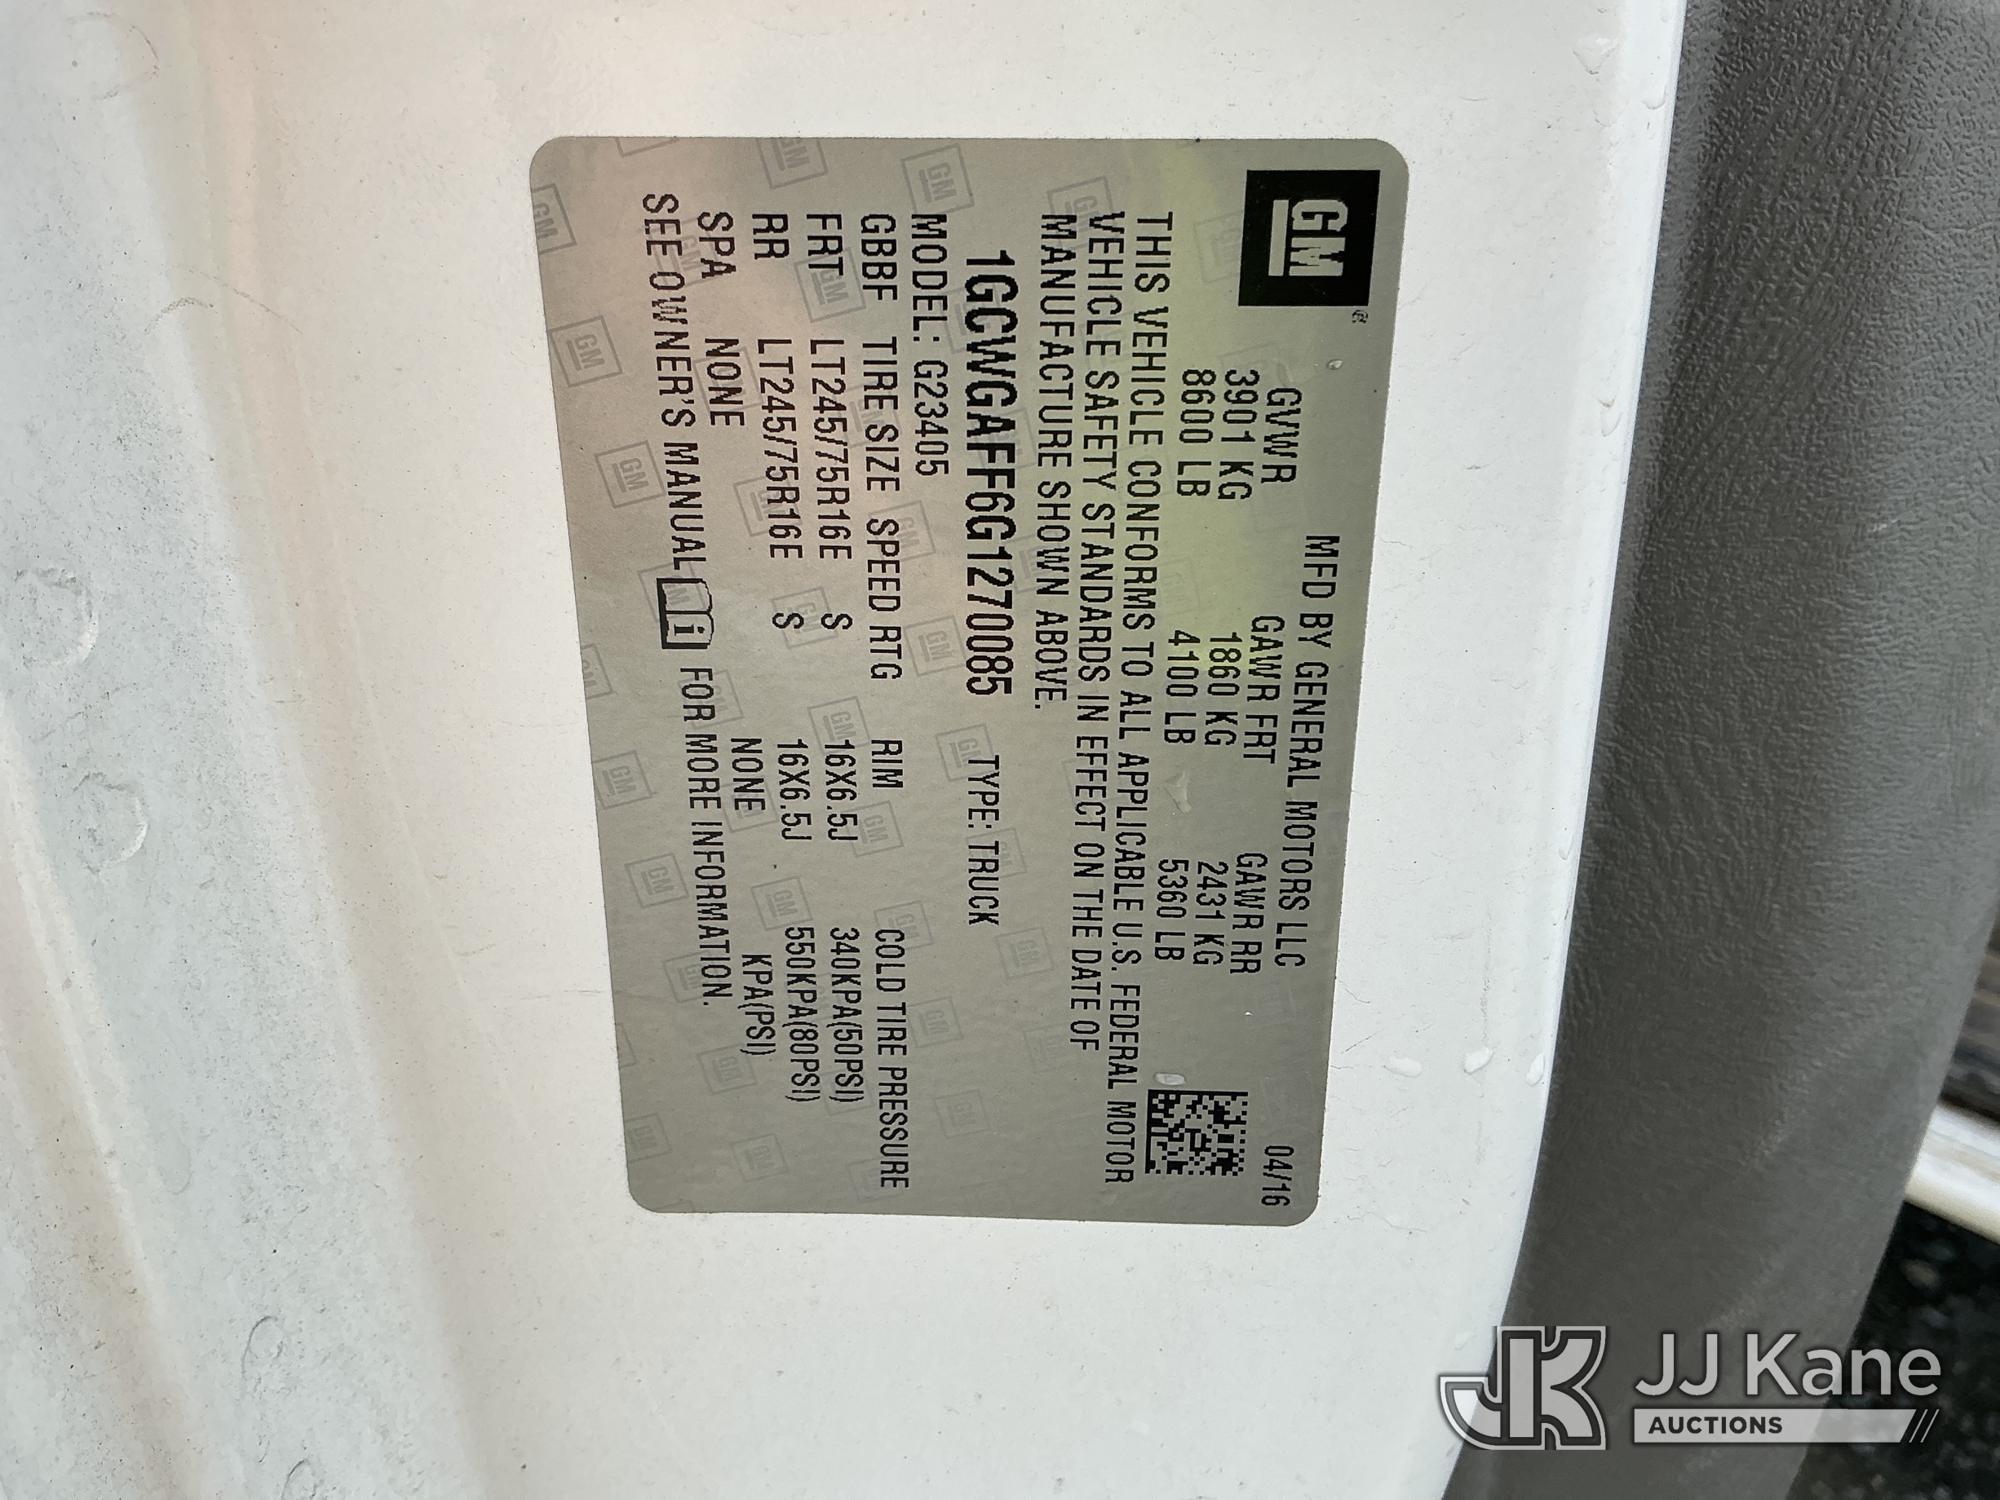 GM®
MFD BY GENERAL MOTORS LLC 04/16
GVWR GAWR FRT GAWR RR
3901 KG 1860 KG 2431 KG
8600 LB 4100 LB 5360 LB
THIS VEHICLE CONFORMS TO ALL APPLICABLE U.S. FEDERAL MOTOR
VEHICLE SAFETY STANDARDS IN EFFECT ON THE DATE OF
MANUFACTURE SHOWN ABOVE.
1GCWGAFF6G1270085 TYPE: TRUCK
MODEL: G23405
GBBF TIRE SIZE SPEED RTG RIM COLD TIRE PRESSURE
FRT LT245/75R16E S 16X6.5J 340KPA(50PSI)
RR LT245/75R16E S 16X6.5J 550KPA(80PSI)
SPA NONE NONE KPA(PSI)
SEE OWNER'S MANUAL i FOR MORE INFORMATION.
JK JJ Kane
AUCTIONS